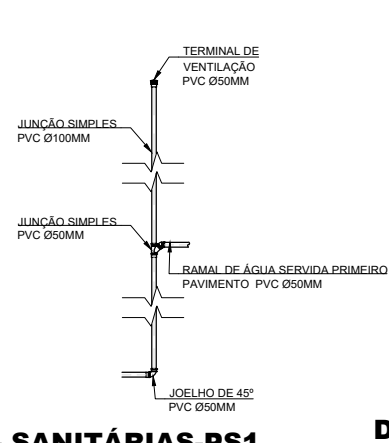 TERMINAL DE
VENTILAÇÃO
PVC Ø50MM
JUNÇÃO SIMPLES
PVC Ø100MM
JUNÇÃO SIMPLES
PVC Ø50MM
RAMAL DE ÁGUA SERVIDA PRIMEIRO
PAVIMENTO PVC Ø50MM
JOELHO DE 45º
PVC Ø50MM
SANITÁRIAS-PS1
D